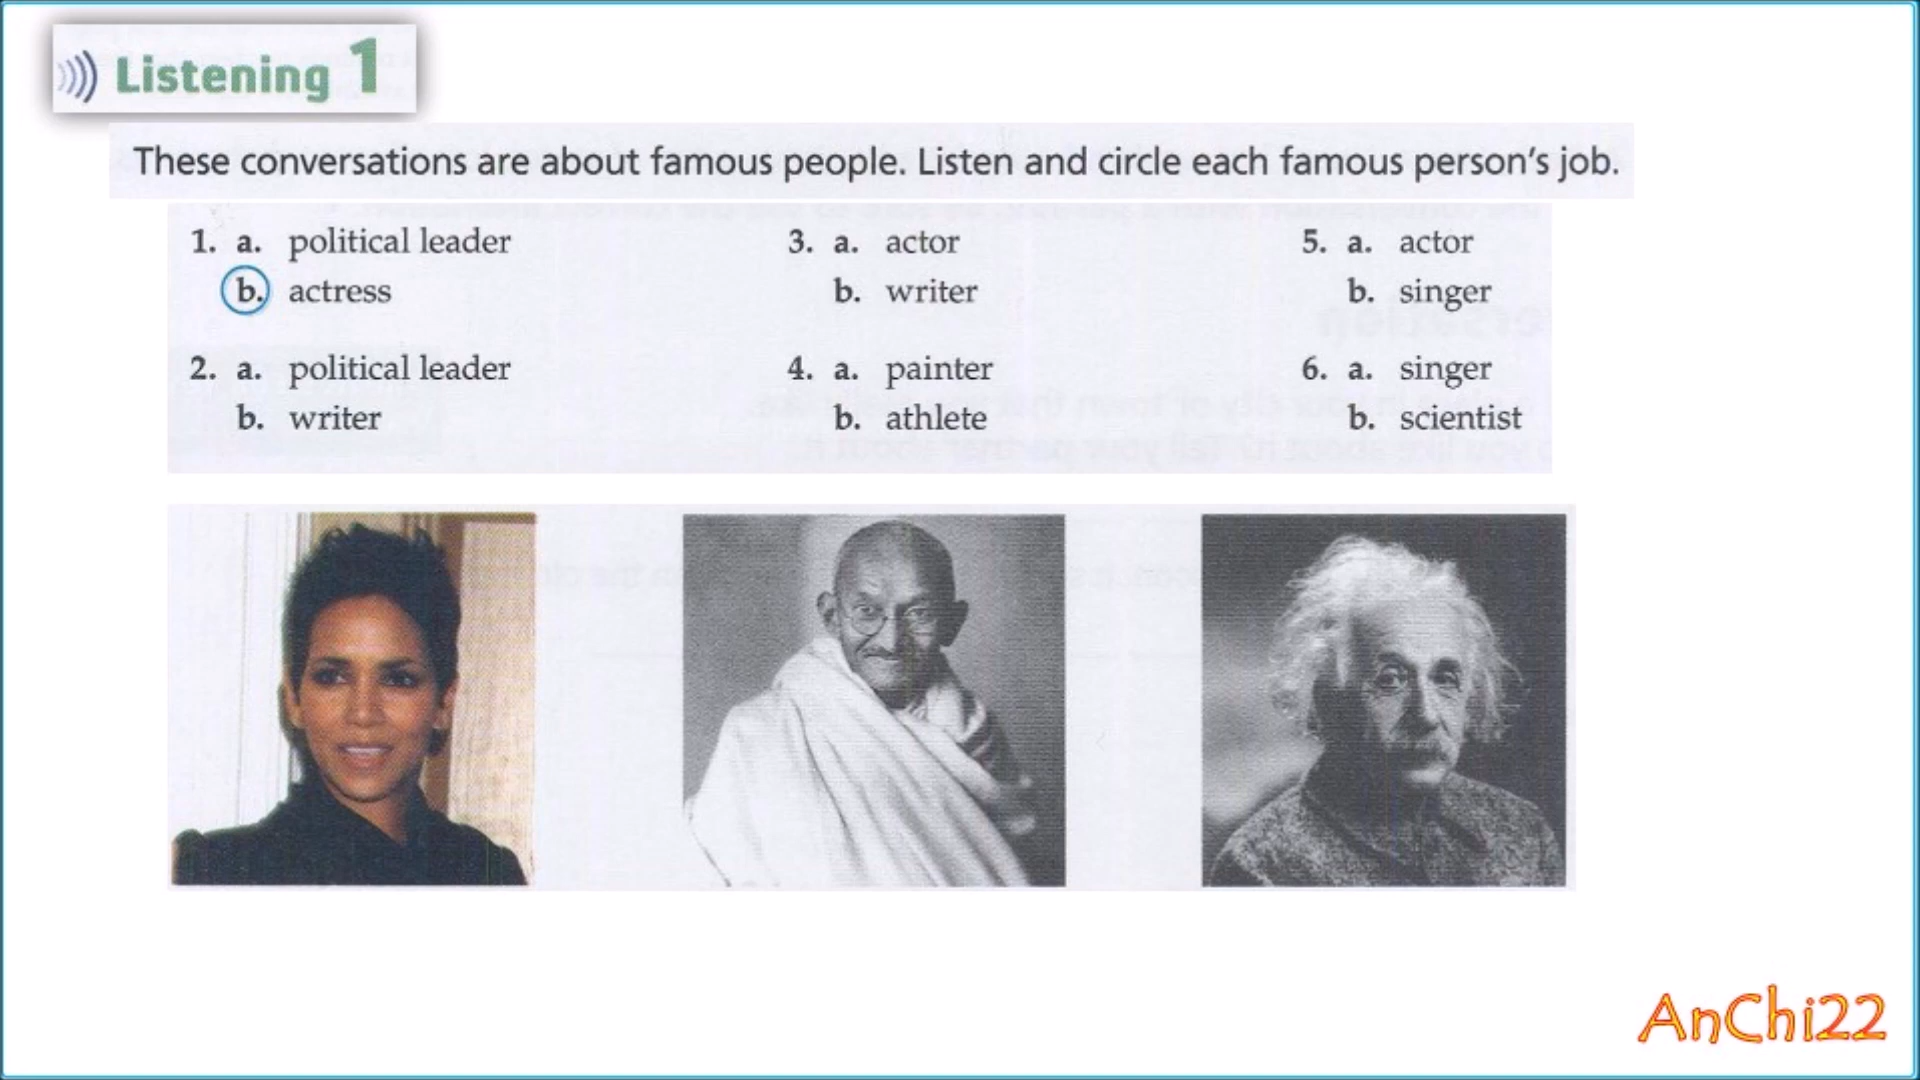 Listening 1
These conversations are about famous people. Listen and circle each famous person's job.
1. a. political leader
b. actress
2. a. political leader
b. writer
3. a. actor
b. writer
4. a. painter
b. athlete
5. a. actor
b. singer
6. a. singer
b. scientist
AnChi22